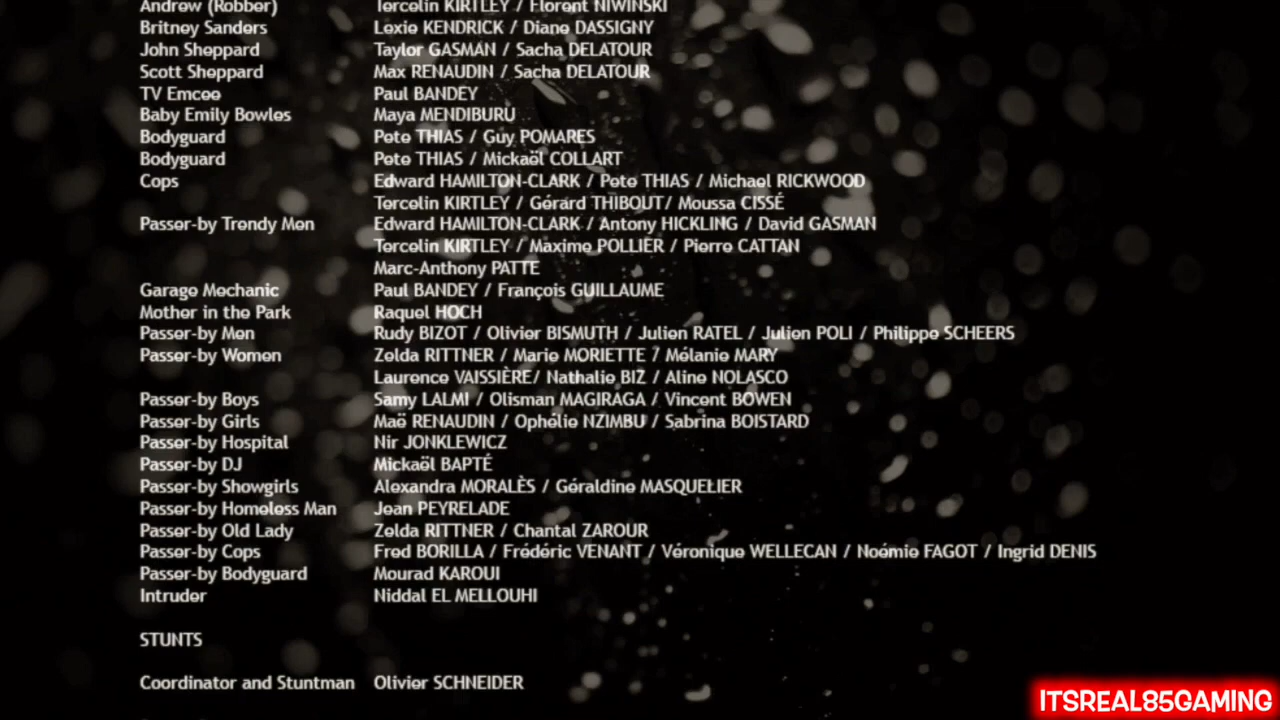 Andrew (Robber) Tercelin KIRTLEY / Florent NIWINSKI
Britney Sanders Lexie KENDRICK / Diane DASSIGNY
John Sheppard Taylor GASMAN / Sacha DELATOUR
Scott Sheppard Max RENAUDIN / Sacha DELATOUR
TV Emcee Paul BANDEY
Baby Emily Bowles Maya MENDIBURU
Bodyguard Pete THIAS / Guy POMARES
Bodyguard Pete THIAS / Mickaël COLLART
Cops Edward HAMILTON-CLARK / Pete THIAS / Michael RICKWOOD
Tercelin KIRTLEY / Gérard THIBOUT/ Moussa CISSÉ
Passer-by Trendy Men Edward HAMILTON-CLARK / Antony HICKLING / David GASMAN
Tercelin KIRTLEY / Maxime POLLIER / Pierre CATTAN
Marc-Anthony PATTE
Garage Mechanic Paul BANDEY / François GUILLAUME
Mother in the Park Raquel HOCH
Passer-by Men Rudy BIZOT / Olivier BISMUTH / Julien RATEL / Julien POLI / Philippe SCHEERS
Passer-by Women Zelda RITTNER / Marie MORIETTE / Mélanie MARY
Laurence VAISSIÈRE/ Nathalie BIZ / Aline NOLASCO
Passer-by Boys Samy LALMI / Olisman MAGIRAGA / Vincent BOWEN
Passer-by Girls Maë RENAUDIN / Ophélie NZIMBU / Sabrina BOISTARD
Passer-by Hospital Nir JONKLEWICZ
Passer-by DJ Mickaël BAPTÉ
Passer-by Showgirls Alexandra MORALÈS / Géraldine MASQUELIER
Passer-by Homeless Man Jean PEYRELADE
Passer-by Old Lady Zelda RITTNER / Chantal ZAROUR
Passer-by Cops Fred BORILLA / Frédéric VENANT / Véronique WELLECAN / Noémie FAGOT / Ingrid DENIS
Passer-by Bodyguard Mourad KAROUI
Intruder Niddal EL MELLOUHI
STUNTS
Coordinator and Stuntman Olivier SCHNEIDER
ITSREAL85GAMING